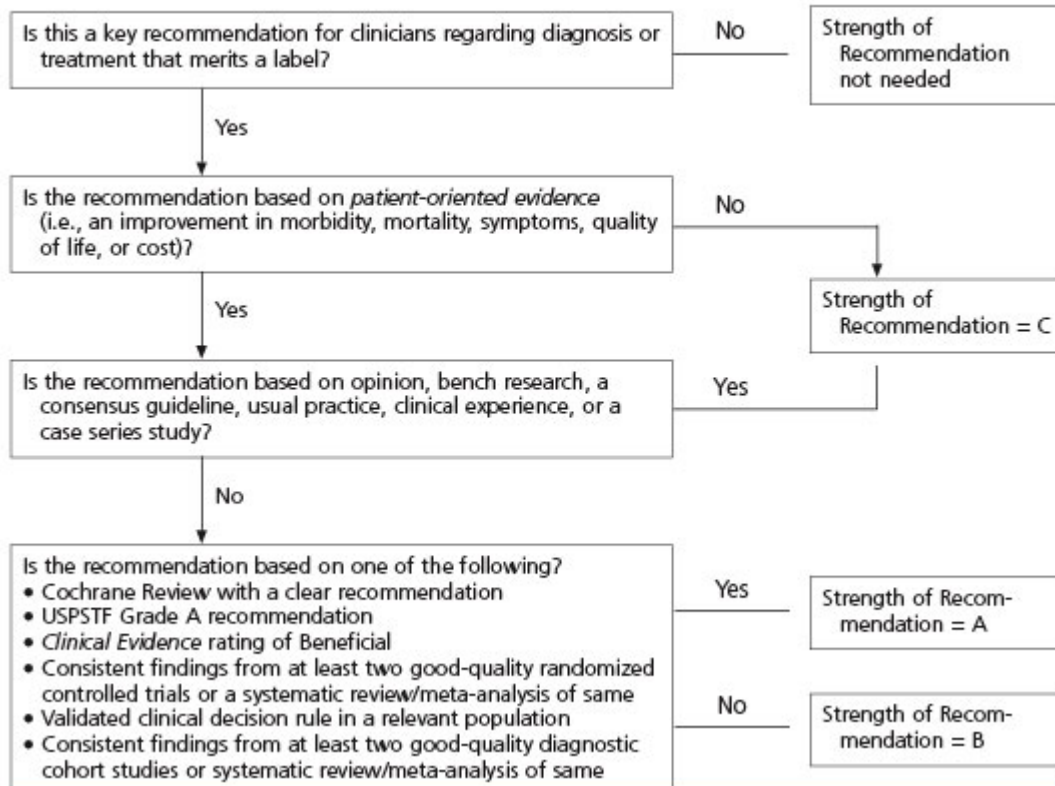 Is this a key recommendation for clinicians regarding diagnosis or
treatment that merits a label?
No
Strength of
Recommendation
not needed
Yes
Is the recommendation based on patient-oriented evidence
(i.e., an improvement in morbidity, mortality, symptoms, quality
of life, or cost)?
No
Strength of
Recommendation = C
Yes
Is the recommendation based on opinion, bench research, a
consensus guideline, usual practice, clinical experience, or a
case series study?
Yes
No
Is the recommendation based on one of the following?
• Cochrane Review with a clear recommendation
• USPSTF Grade A recommendation
• Clinical Evidence rating of Beneficial
• Consistent findings from at least two good-quality randomized
controlled trials or a systematic review/meta-analysis of same
• Validated clinical decision rule in a relevant population
• Consistent findings from at least two good-quality diagnostic
cohort studies or systematic review/meta-analysis of same
Yes
Strength of Recom-
mendation = A
No
Strength of Recom-
mendation = B